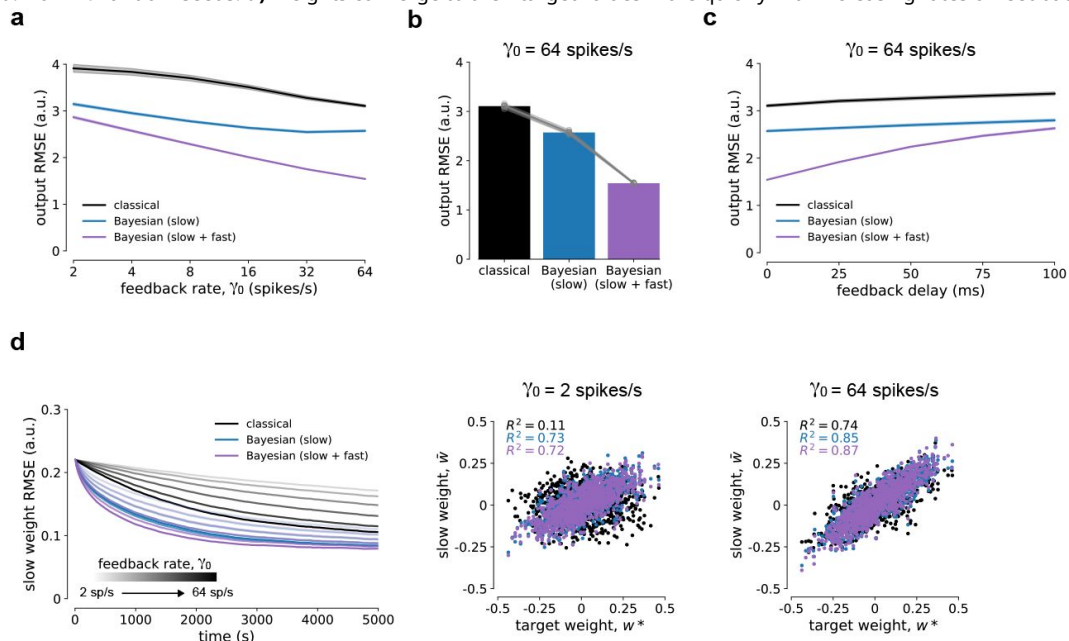 a
4
3
2
1
0
output RMSE (a.u.)
classical
Bayesian (slow)
Bayesian (slow + fast)
2 4 8 16 32 64
feedback rate, γ0 (spikes/s)
b
γ0 = 64 spikes/s
4
3
2
1
0
output RMSE (a.u.)
classical Bayesian Bayesian
(slow) (slow + fast)
c
γ0 = 64 spikes/s
4
3
2
1
0
output RMSE (a.u.)
classical
Bayesian (slow)
Bayesian (slow + fast)
0 25 50 75 100
feedback delay (ms)
d
0.3
0.2
0.1
0
slow weight RMSE (a.u.)
classical
Bayesian (slow)
Bayesian (slow + fast)
feedback rate, γ0
2 sp/s 64 sp/s
0 1000 2000 3000 4000 5000
time (s)
γ0 = 2 spikes/s
R² = 0.11
R² = 0.73
R² = 0.72
0.5
0.25
0
-0.25
-0.5
slow weight, w̄
-0.5 -0.25 0 0.25 0.5
target weight, w*
γ0 = 64 spikes/s
R² = 0.74
R² = 0.85
R² = 0.87
0.5
0.25
0
-0.25
-0.5
slow weight, w̄
-0.5 -0.25 0 0.25 0.5
target weight, w*